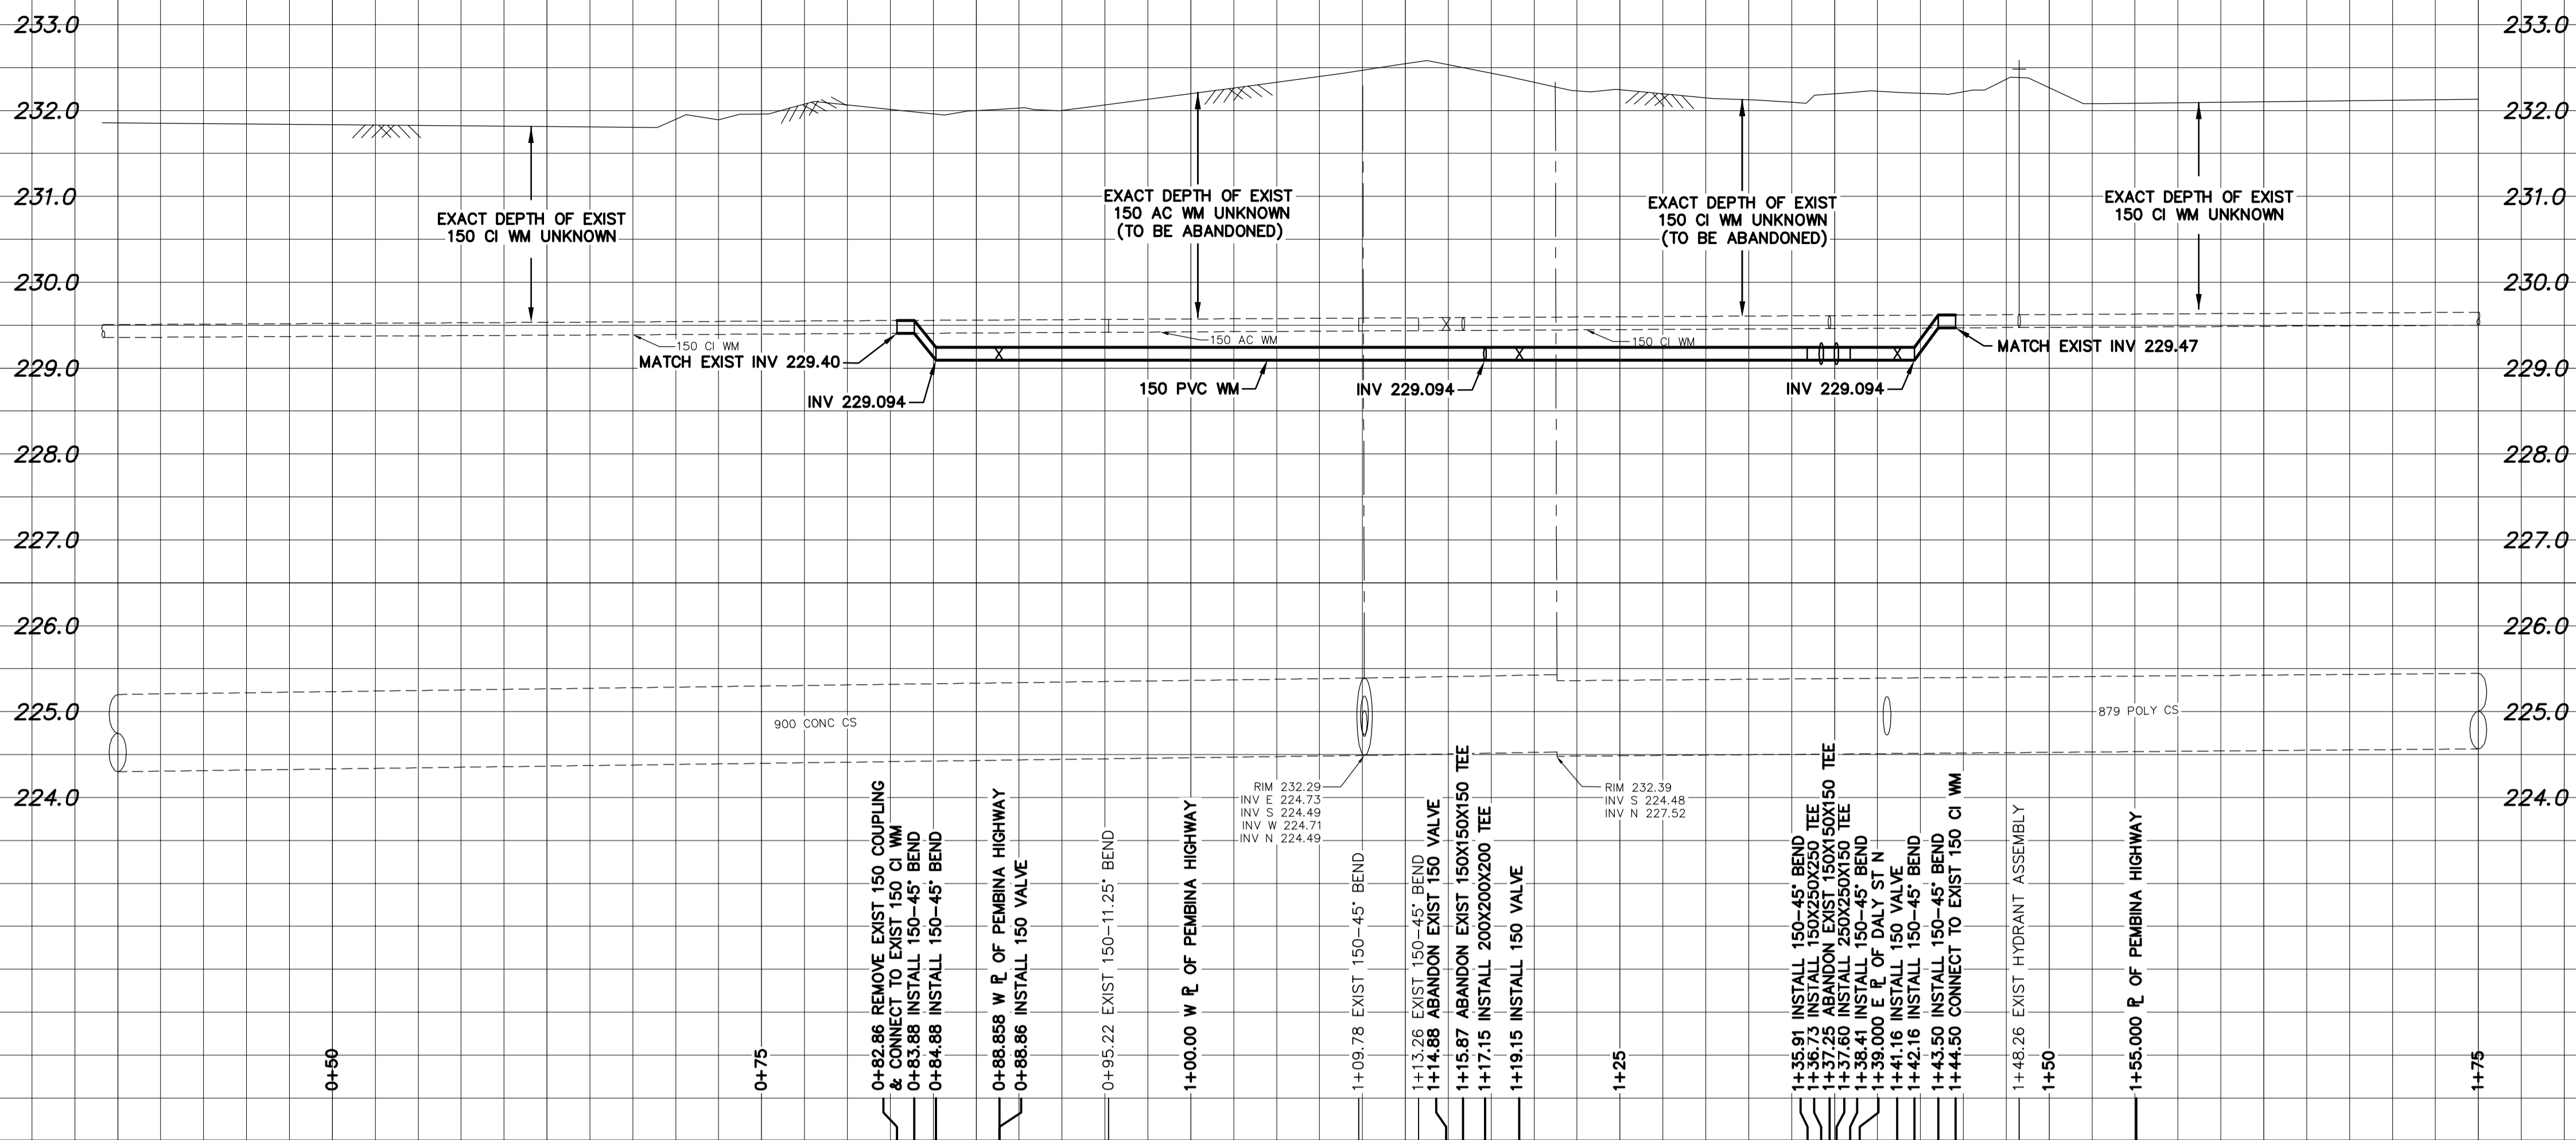 233.0
233.0
232.0
232.0
231.0
231.0
EXACT DEPTH OF EXIST
150 CI WM UNKNOWN
EXACT DEPTH OF EXIST
150 AC WM UNKNOWN
(TO BE ABANDONED)
EXACT DEPTH OF EXIST
150 CI WM UNKNOWN
(TO BE ABANDONED)
EXACT DEPTH OF EXIST
150 CI WM UNKNOWN
230.0
230.0
150 CI WM
150 AC WM
150 CI WM
MATCH EXIST INV 229.40
MATCH EXIST INV 229.47
229.0
229.0
INV 229.094
150 PVC WM
INV 229.094
INV 229.094
228.0
228.0
227.0
227.0
226.0
226.0
225.0
225.0
900 CONC CS
879 POLY CS
224.0
224.0
RIM 232.29
INV E 224.73
INV S 224.49
INV W 224.71
INV N 224.49
RIM 232.39
INV S 224.48
INV N 227.52
0+50
0+75
0+82.86 REMOVE EXIST 150 COUPLING
& CONNECT TO EXIST 150 CI WM
0+83.88 INSTALL 150-45° BEND
0+84.88 INSTALL 150-45° BEND
0+88.858 W PL OF PEMBINA HIGHWAY
0+88.86 INSTALL 150 VALVE
0+95.22 EXIST 150-11.25° BEND
1+00.00 W PL OF PEMBINA HIGHWAY
1+09.78 EXIST 150-45° BEND
1+13.26 EXIST 150-45° BEND
1+14.88 ABANDON EXIST 150 VALVE
1+15.87 ABANDON EXIST 150X150X150 TEE
1+17.15 INSTALL 200X200X200 TEE
1+19.15 INSTALL 150 VALVE
1+25
1+35.91 INSTALL 150-45° BEND
1+36.73 INSTALL 150X250X250 TEE
1+37.25 ABANDON EXIST 150X150X150 TEE
1+37.60 INSTALL 250X250X150 TEE
1+38.41 INSTALL 150-45° BEND
1+39.000 E PL OF DALY ST N
1+41.16 INSTALL 150 VALVE
1+42.16 INSTALL 150-45° BEND
1+43.50 INSTALL 150-45° BEND
1+44.50 CONNECT TO EXIST 150 CI WM
1+48.26 EXIST HYDRANT ASSEMBLY
1+50
1+55.000 PL OF PEMBINA HIGHWAY
1+75